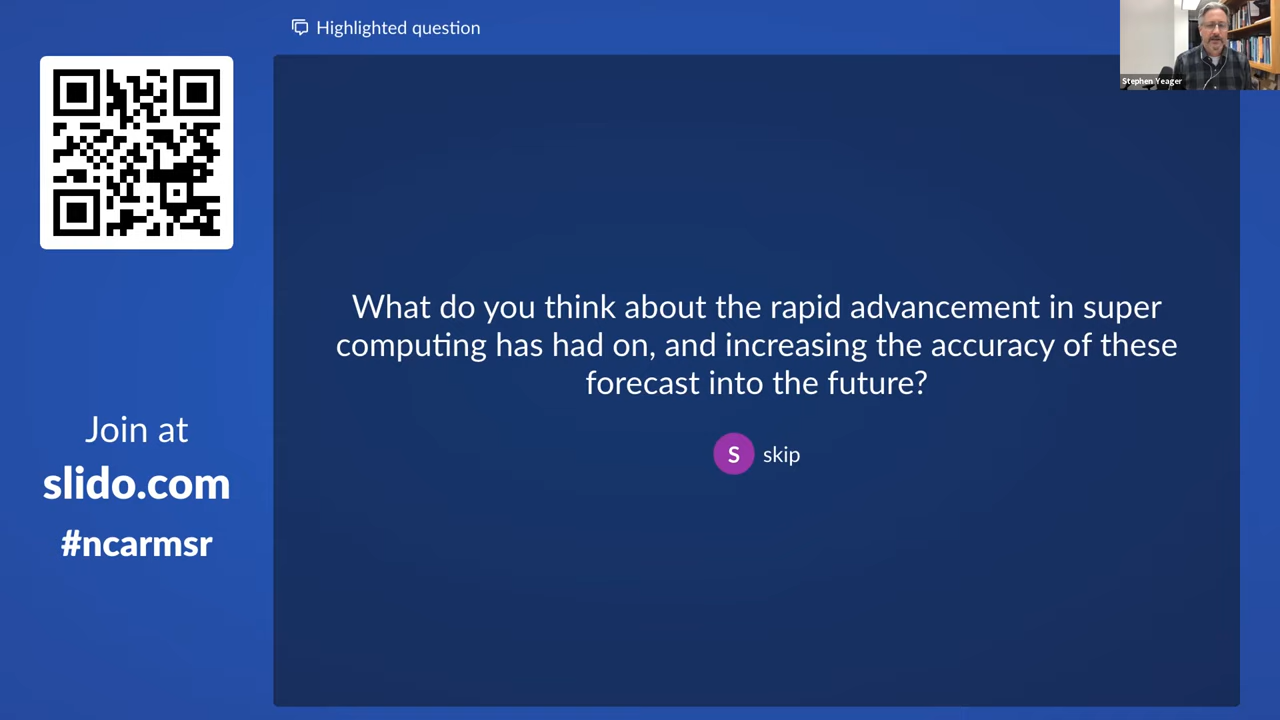 Highlighted question
Stephen Yeager
What do you think about the rapid advancement in super
computing has had on, and increasing the accuracy of these
forecast into the future?
S skip
Join at
slido.com
#ncarmsr